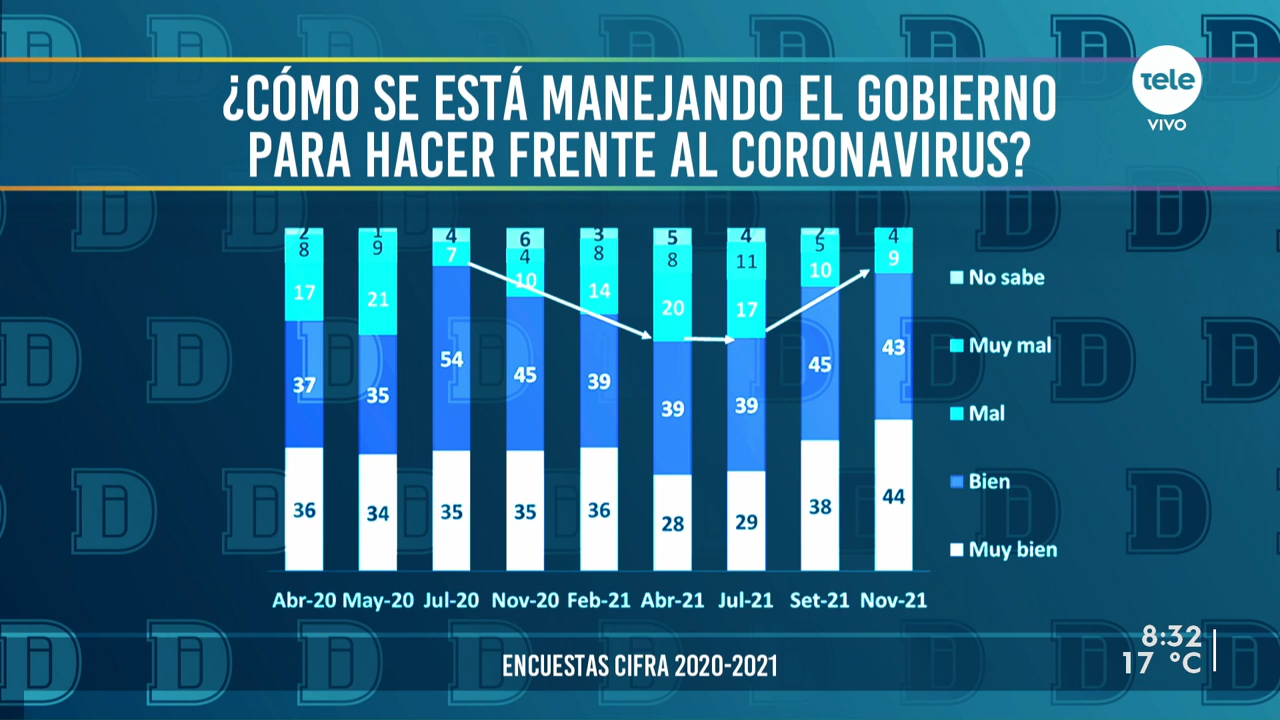 ¿CÓMO SE ESTÁ MANEJANDO EL GOBIERNO
PARA HACER FRENTE AL CORONAVIRUS?
tele
VIVO
2 1 4 6 3 5 4 2 4
8 9 7 4 8 8 11 5 9
17 21 10 14 20 17 10
37 35 54 45 39 39 39 45 43
36 34 35 35 36 28 29 38 44
No sabe
Muy mal
Mal
Bien
Muy bien
Abr-20 May-20 Jul-20 Nov-20 Feb-21 Abr-21 Jul-21 Set-21 Nov-21
ENCUESTAS CIFRA 2020-2021
8:32
17 °C